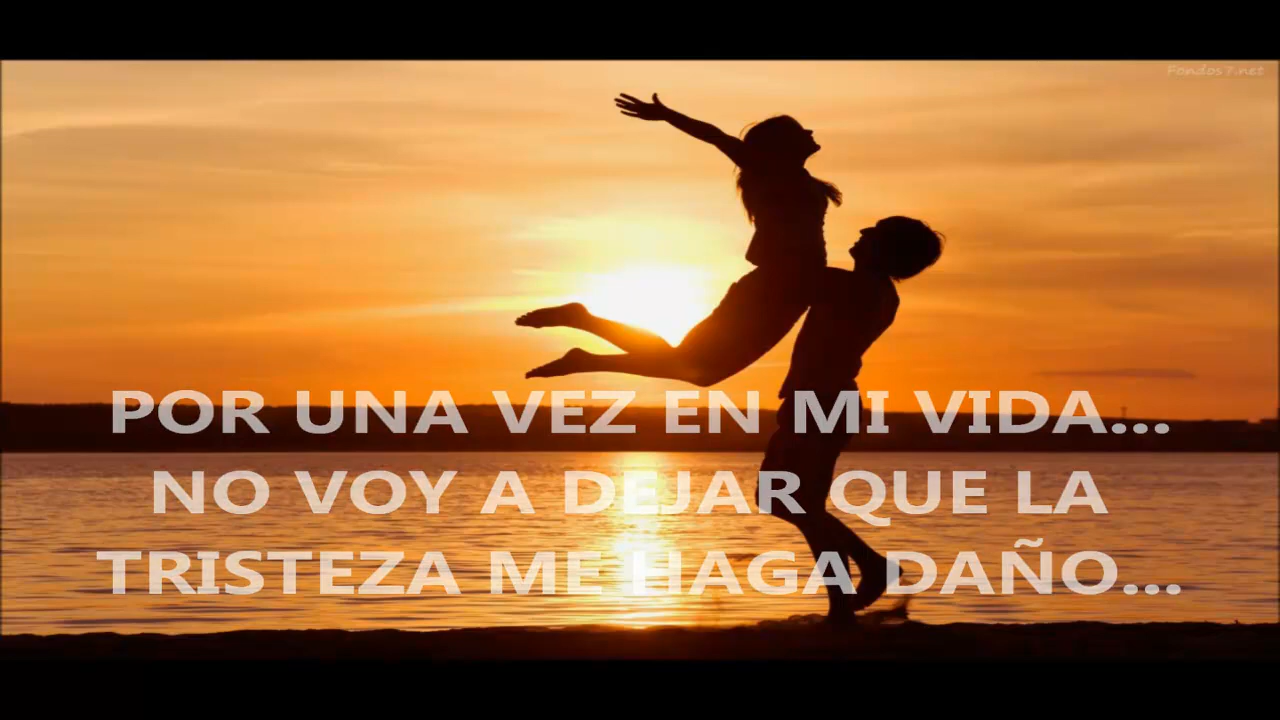 Fondos7.net
POR UNA VEZ EN MI VIDA...
NO VOY A DEJAR QUE LA
TRISTEZA ME HAGA DAÑO...